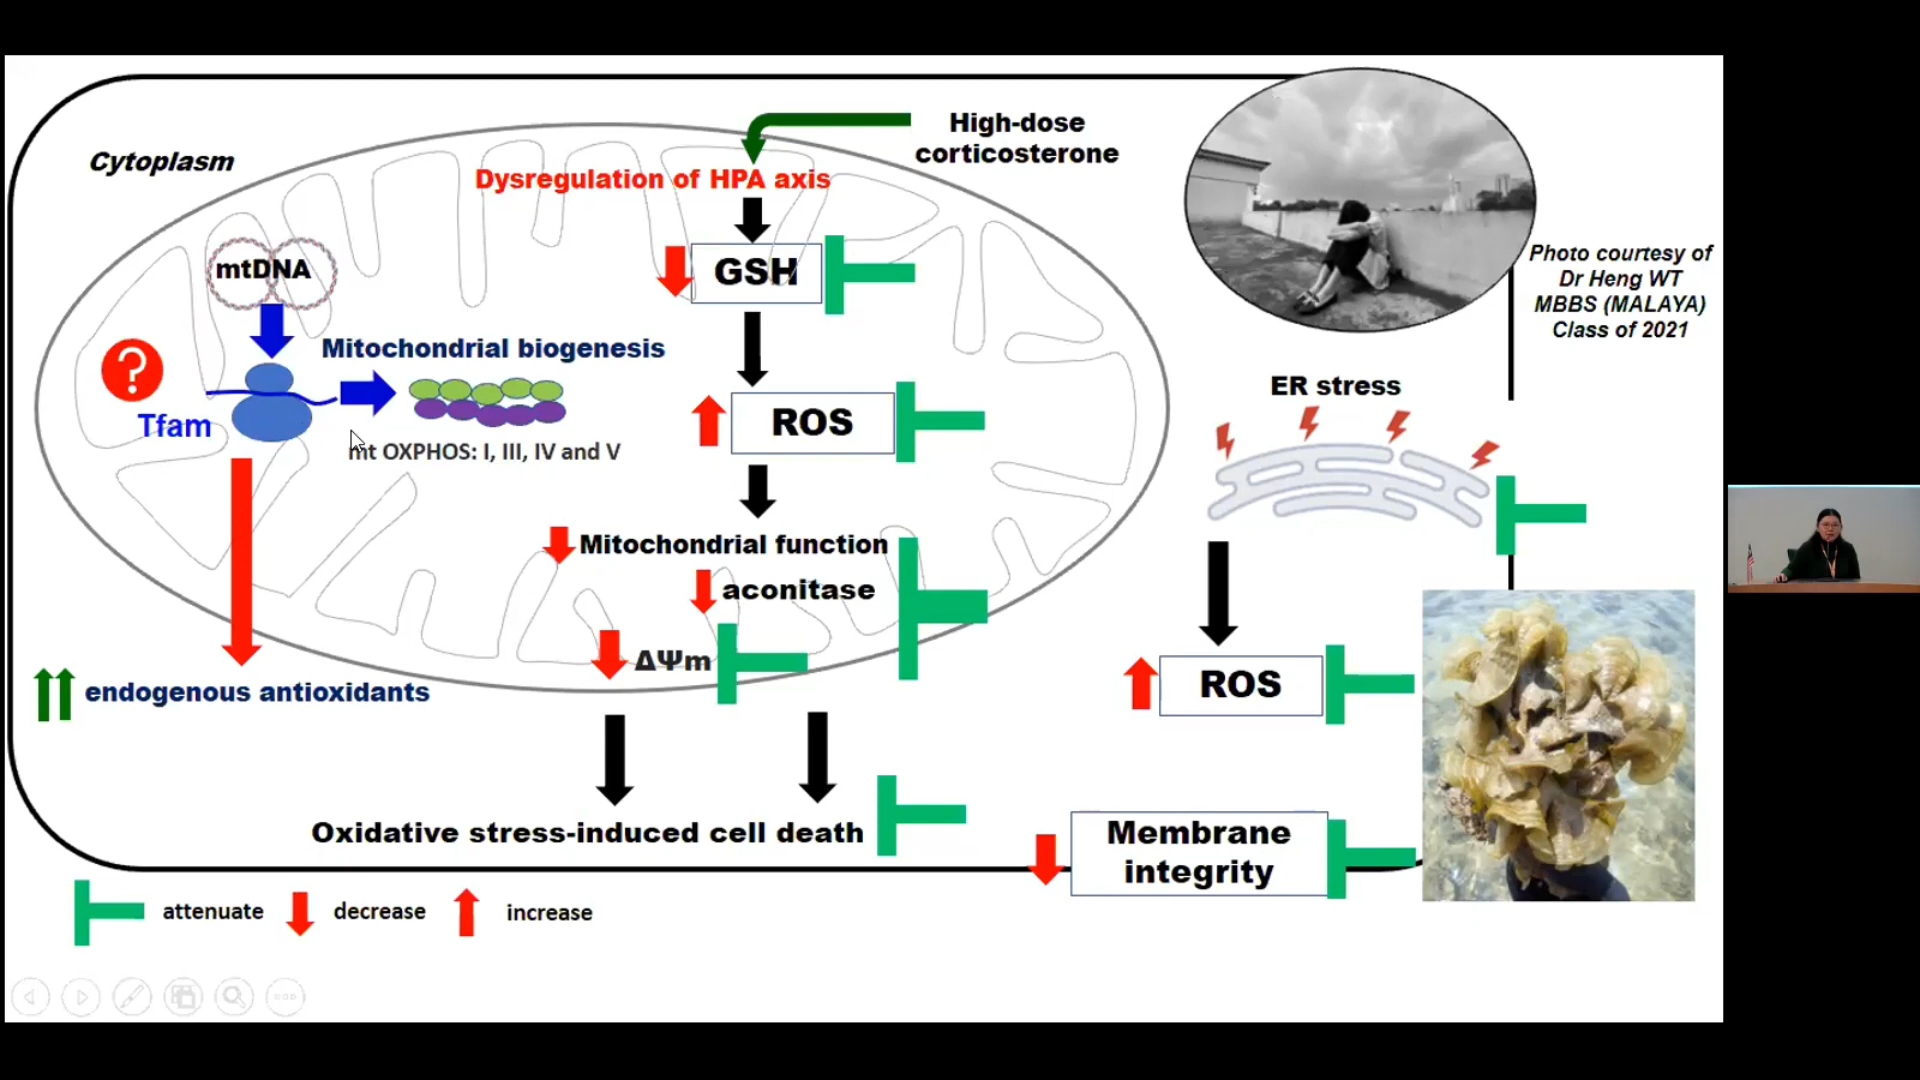 High-dose
corticosterone
Cytoplasm
Dysregulation of HPA axis
mtDNA
GSH
Photo courtesy of
Dr Heng WT
MBBS (MALAYA)
Class of 2021
?
Mitochondrial biogenesis
Tfam
ROS
ER stress
mt OXPHOS: I, III, IV and V
Mitochondrial function
aconitase
ΔΨm
endogenous antioxidants
ROS
Oxidative stress-induced cell death
Membrane
integrity
attenuate
decrease
increase